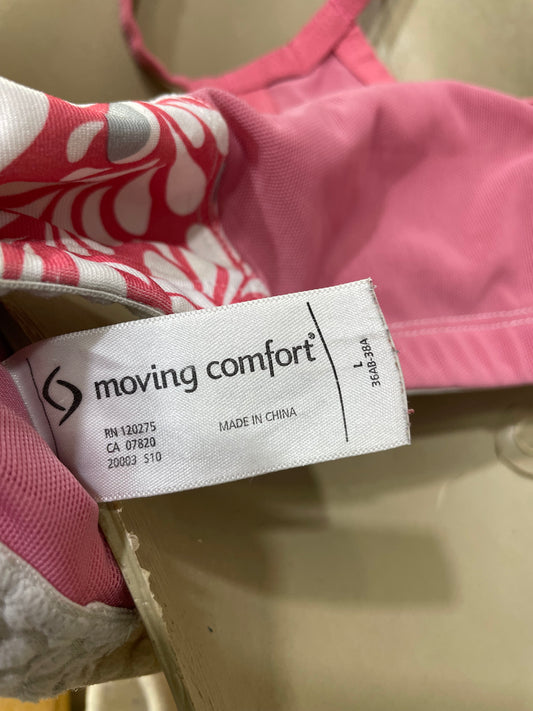 moving comfort®
RN 120275
CA 07820
20003 S10
MADE IN CHINA
L
36AB-38A